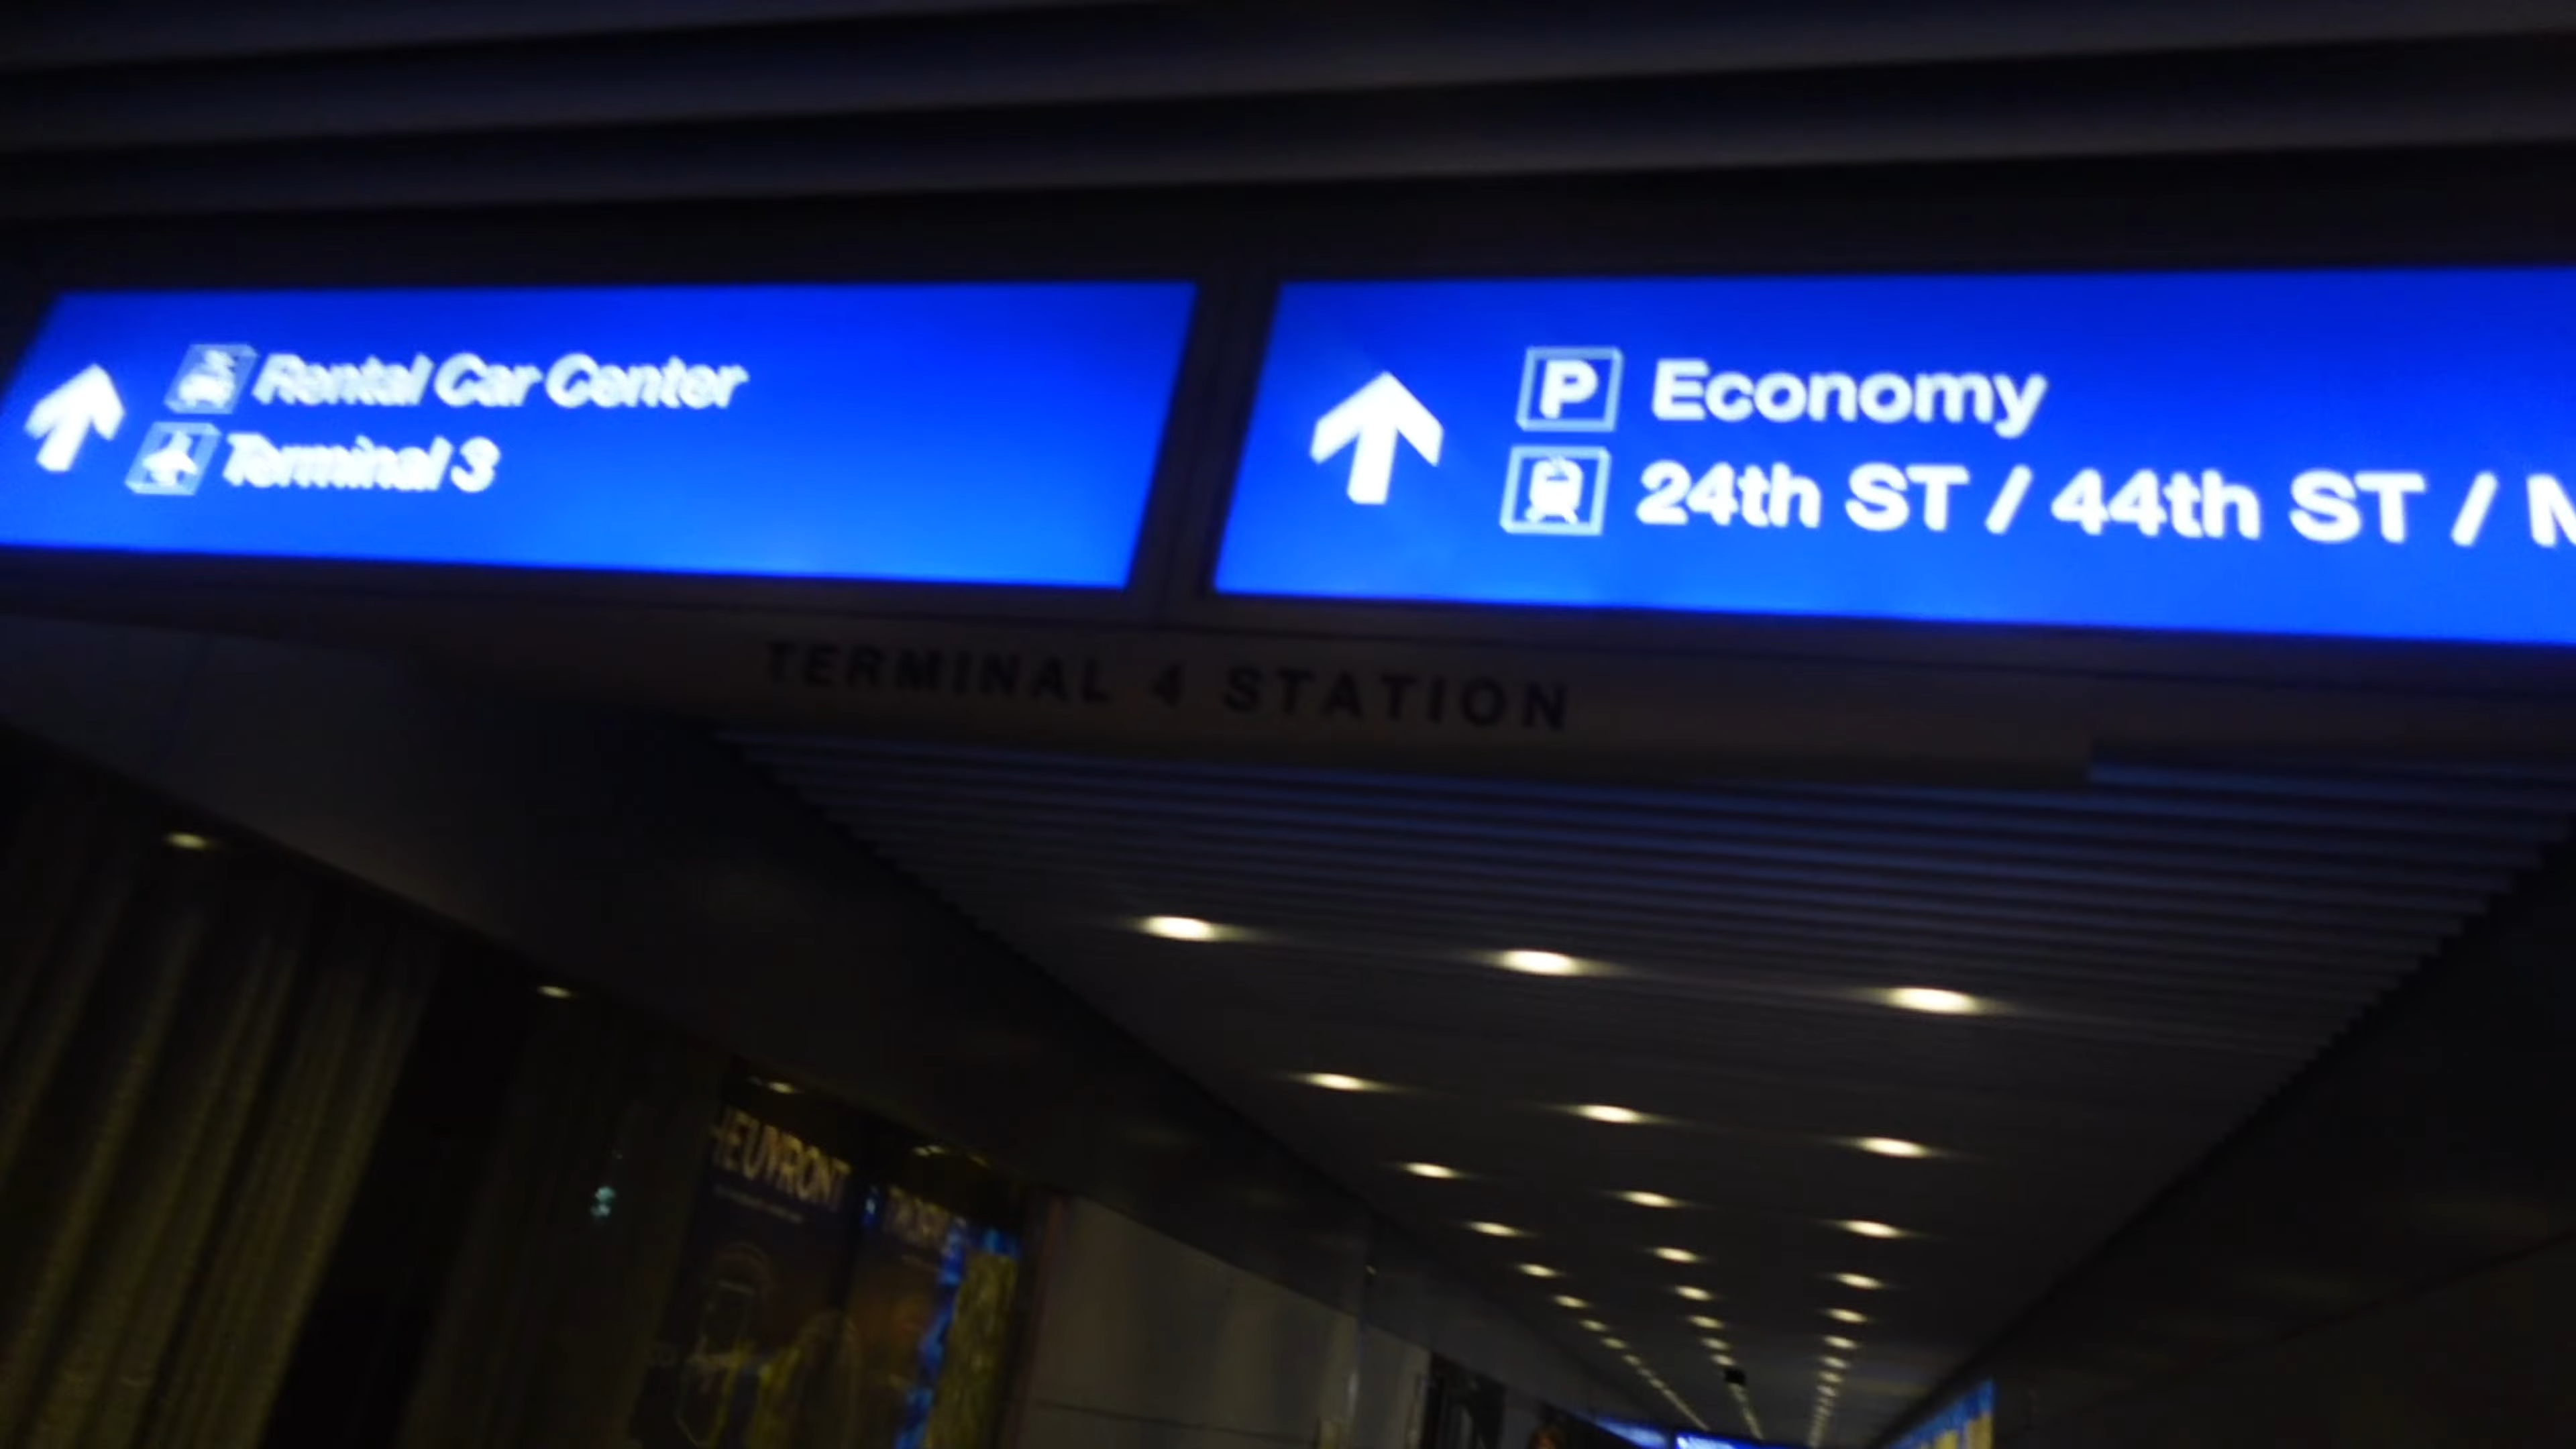 Rental Car Center
Terminal 3
P Economy
24th ST / 44th ST /
TERMINAL 4 STATION